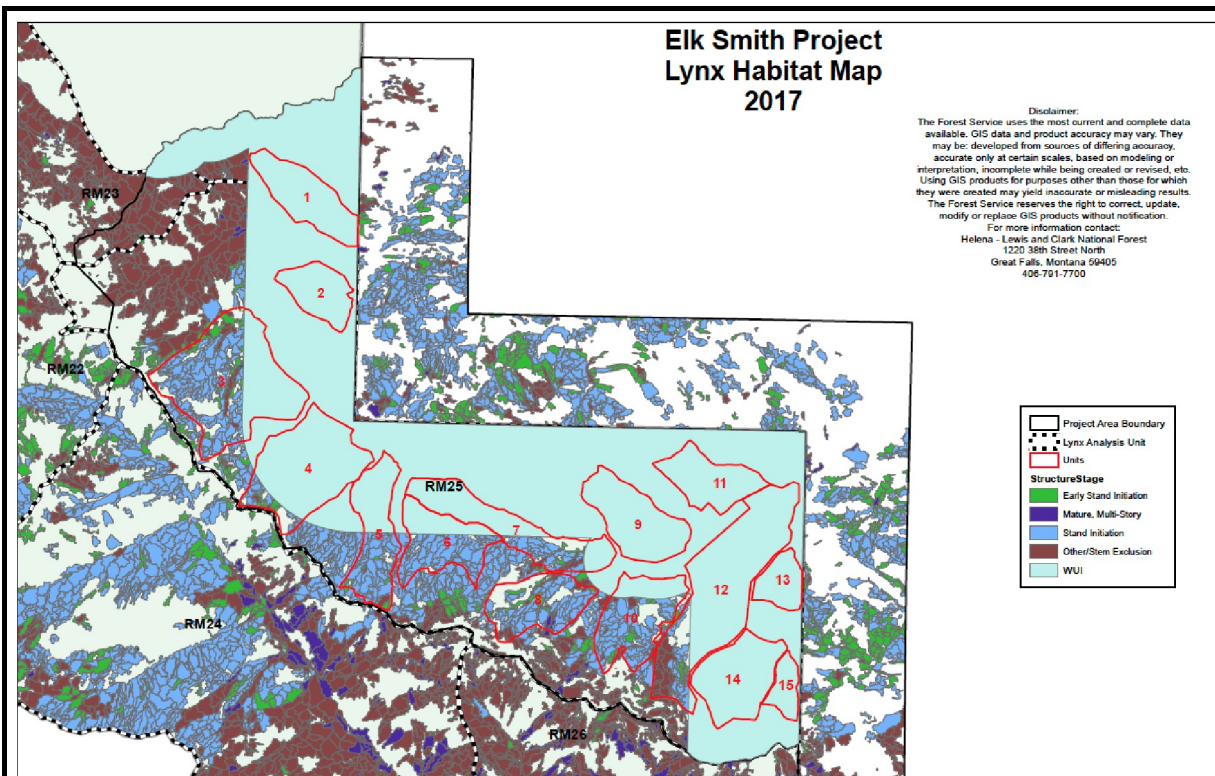 Elk Smith Project
Lynx Habitat Map
2017
Disclaimer:
The Forest Service uses the most current and complete data
available. GIS data and product accuracy may vary. They
may be: developed from sources of differing accuracy,
accurate only at certain scales, based on modeling or
interpretation, incomplete while being created or revised, etc.
Using GIS products for purposes other than those for which
they were created may yield inaccurate or misleading results.
The Forest Service reserves the right to correct, update,
modify or replace GIS products without notification.
For more information contact:
Helena - Lewis and Clark National Forest
1220 38th Street North
Great Falls, Montana 59405
406-791-7700
RM23
1
2
RM22
3
4
RM25
11
9
7
5
6
12
13
8
10
RM24
14
15
RM26
Project Area Boundary
Lynx Analysis Unit
Units
StructureStage
Early Stand Initiation
Mature, Multi-Story
Stand Initiation
Other/Stem Exclusion
WUI